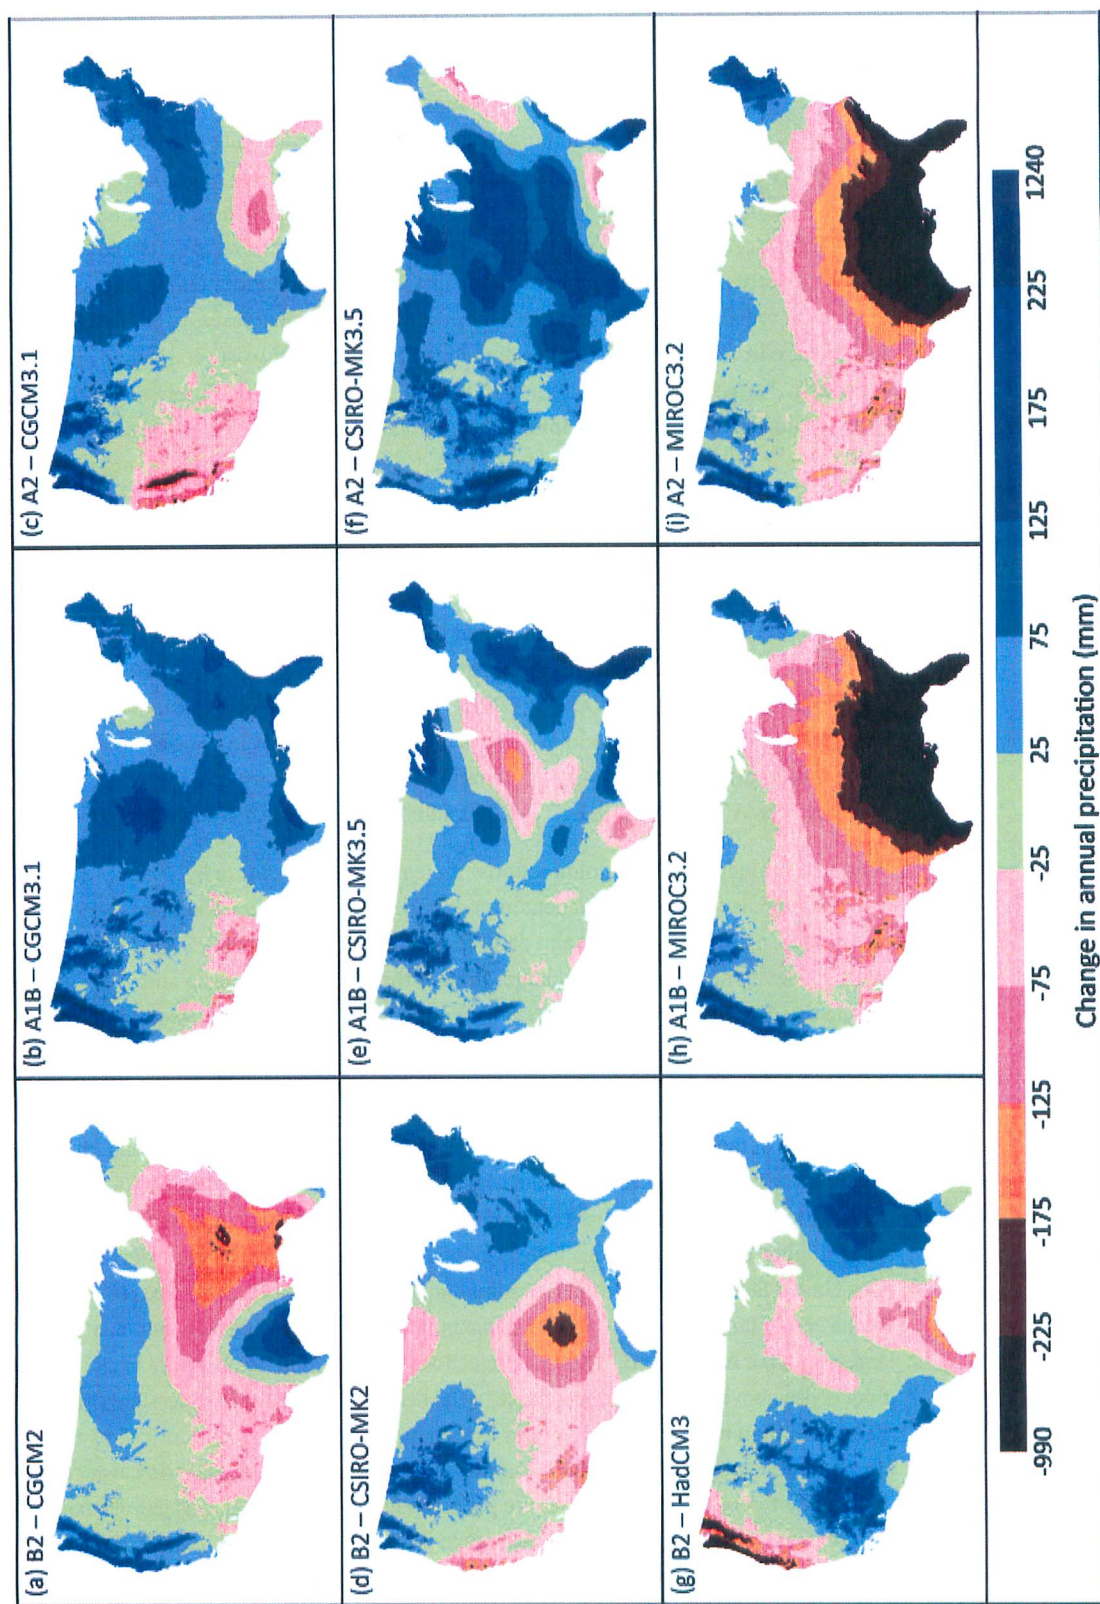 (a) B2 – CGCM2
(b) A1B – CGCM3.1
(c) A2 – CGCM3.1
(d) B2 – CSIRO-MK2
(e) A1B – CSIRO-MK3.5
(f) A2 – CSIRO-MK3.5
(g) B2 – HadCM3
(h) A1B – MIROC3.2
(i) A2 – MIROC3.2
-990 -225 -175 -125 -75 -25 25 75 125 175 225 1240
Change in annual precipitation (mm)